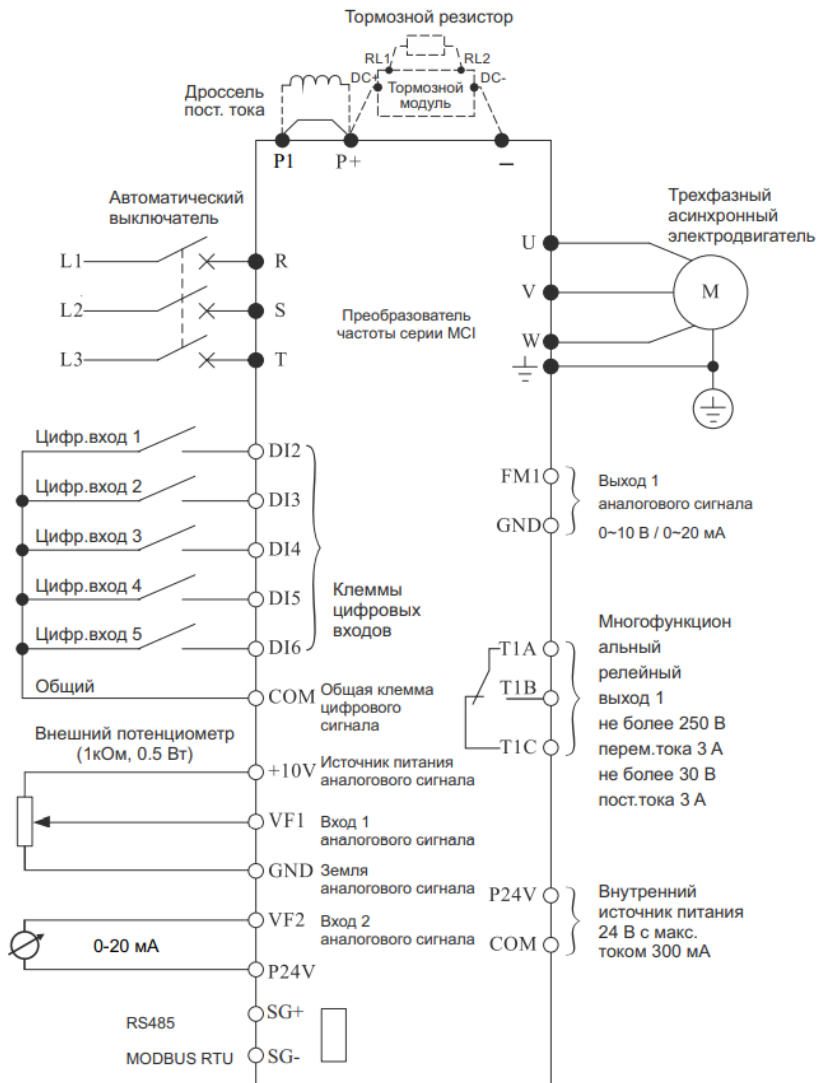 Тормозной резистор
RL1
RL2
DC+
DC-
Тормозной
модуль
Дроссель
пост. тока
P1
P+
–
Автоматический
выключатель
Трехфазный
асинхронный
электродвигатель
L1
R
L2
S
L3
T
Преобразователь
частоты серии MCI
U
V
W
M
Цифр.вход 1
DI2
Цифр.вход 2
DI3
Цифр.вход 3
DI4
Цифр.вход 4
DI5
Цифр.вход 5
DI6
Клеммы
цифровых
входов
Общий
COM
Общая клемма
цифрового
сигнала
Внешний потенциометр
(1кОм, 0.5 Вт)
+10V
Источник питания
аналогового сигнала
VF1
Вход 1
аналогового сигнала
GND
Земля
аналогового сигнала
VF2
Вход 2
аналогового сигнала
0-20 мА
P24V
RS485
MODBUS RTU
SG+
SG-
FM1
GND
Выход 1
аналогового сигнала
0~10 В / 0~20 мА
T1A
T1B
T1C
Многофункцион
альный
релейный
выход 1
не более 250 В
перем.тока 3 А
не более 30 В
пост.тока 3 А
P24V
COM
Внутренний
источник питания
24 В с макс.
током 300 мА